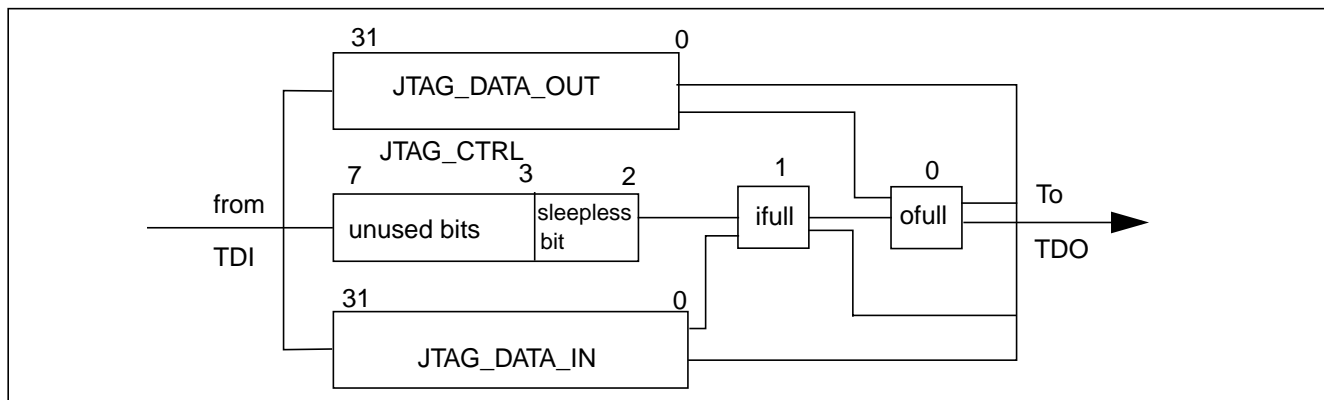 31 0
JTAG_DATA_OUT
JTAG_CTRL
7 3 2 1 0
from
TDI
unused bits
sleepless
bit
ifull
ofull
To
TDO
31 0
JTAG_DATA_IN